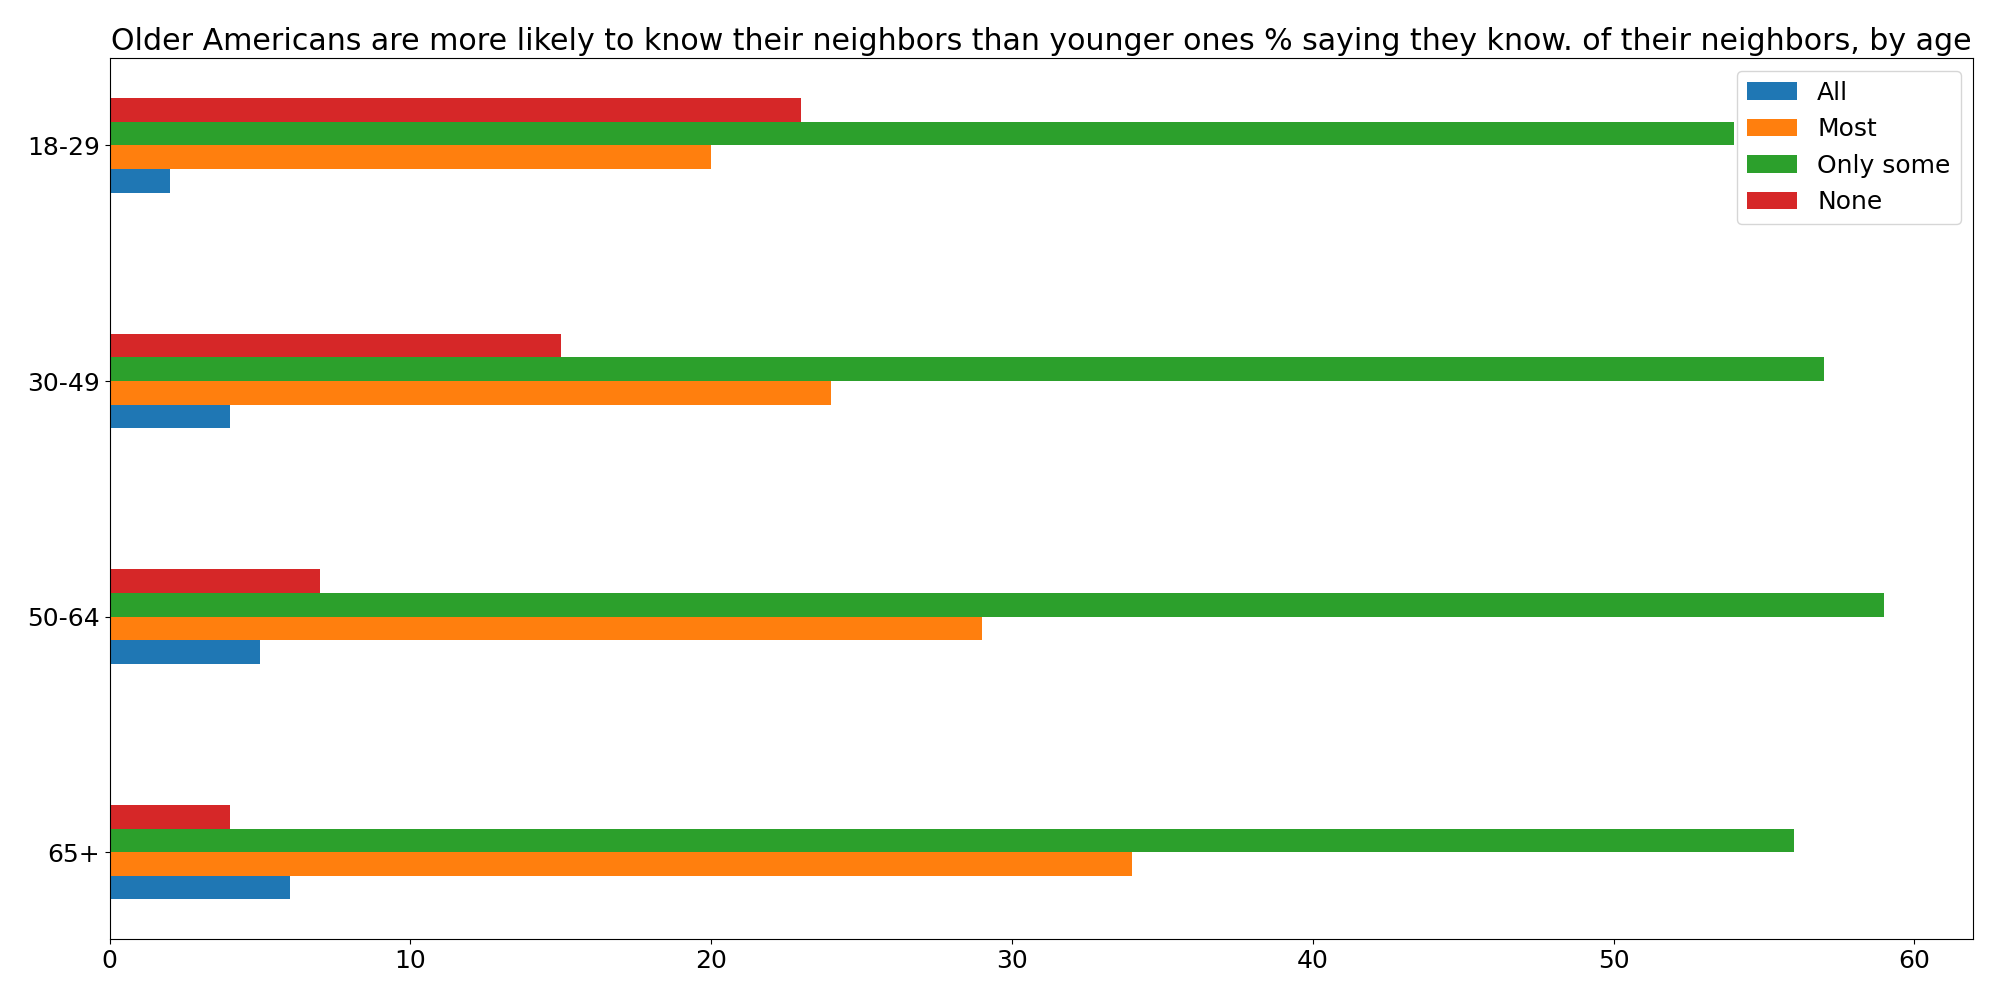 Older Americans are more likely to know their neighbors than younger ones % saying they know. of their neighbors, by age
All
Most
Only some
None
18-29
30-49
50-64
65+
0 10 20 30 40 50 60